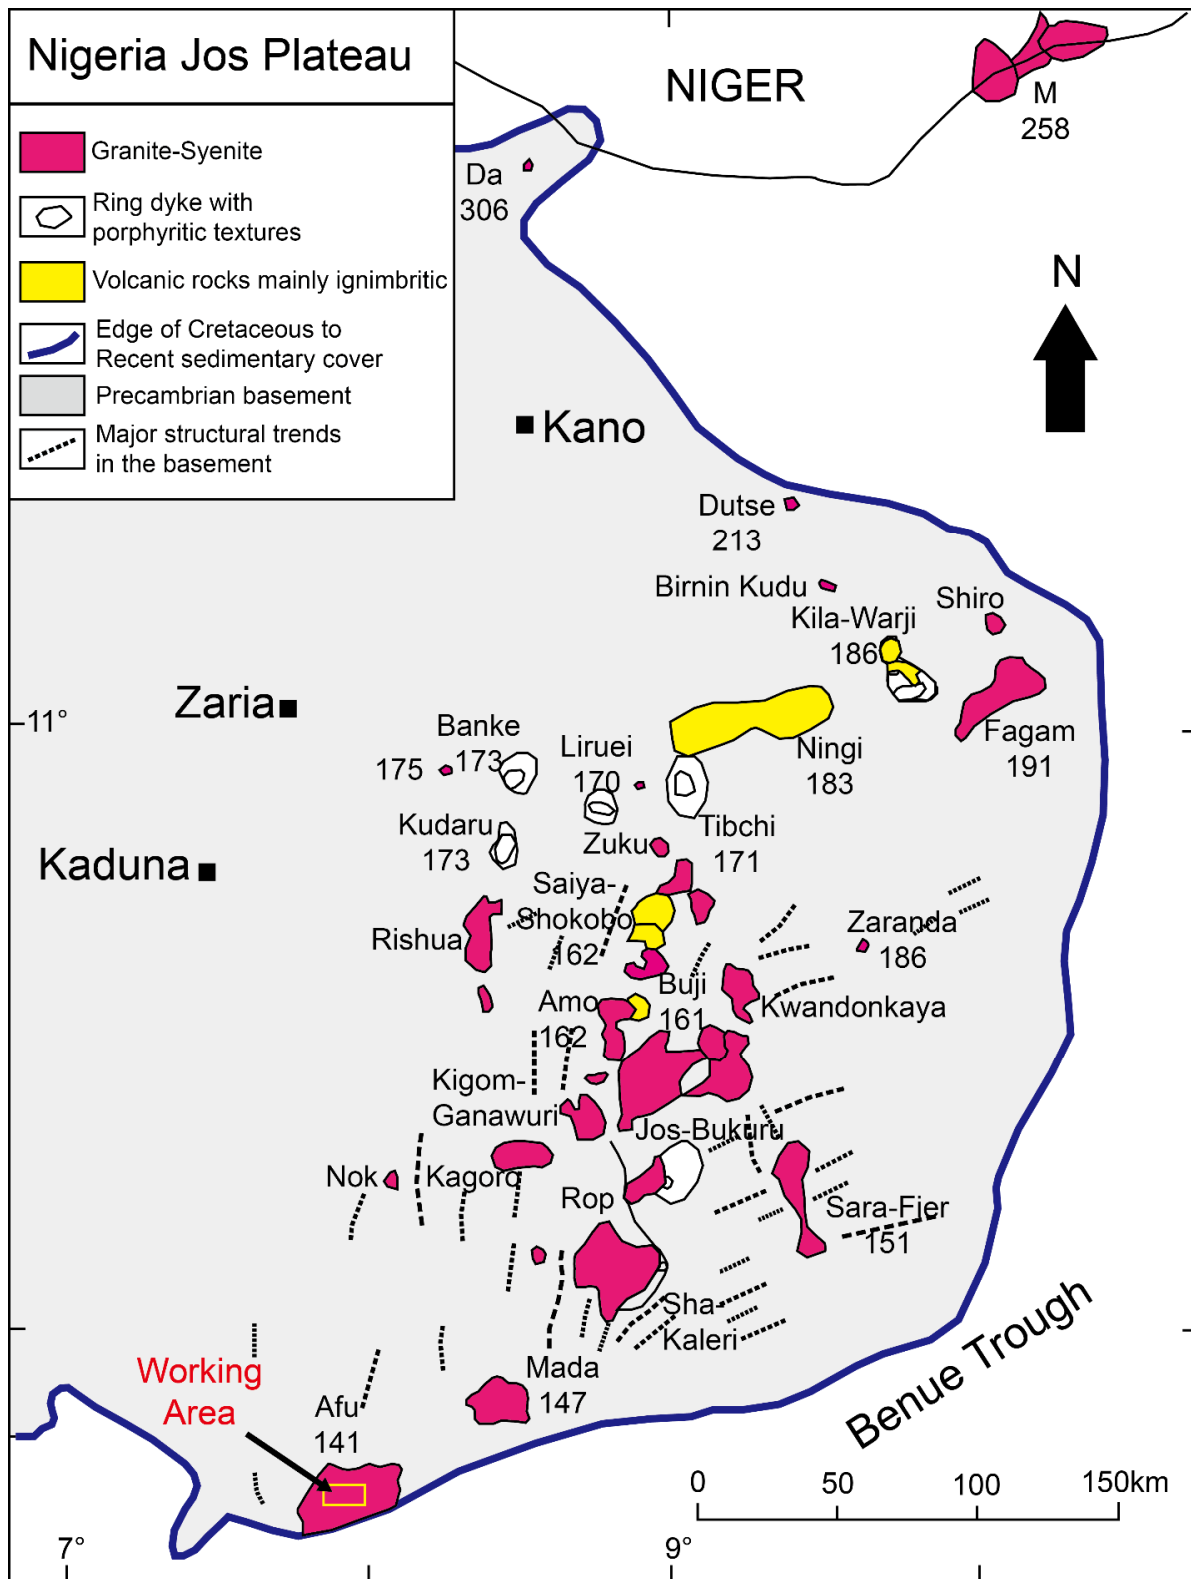 Nigeria Jos Plateau
Granite-Syenite
Ring dyke with
porphyritic textures
Volcanic rocks mainly ignimbritic
Edge of Cretaceous to
Recent sedimentary cover
Precambrian basement
Major structural trends
in the basement
NIGER
M
258
Da
306
N
Kano
Dutse
213
Birnin Kudu
Shiro
Kila-Warji
186
Zaria
11°
Banke
173
Liruei
170
175
Ningi
183
Fagam
191
Kudaru
173
Zuku
Tibchi
171
Kaduna
Saiya-
Shokobo
162
Rishua
Zaranda
186
Buji
161
Kwandonkaya
Amo
162
Kigom-
Ganawuri
Jos-Bukuru
Nok
Kagoro
Rop
Sara-Fier
151
Sha-
Kaleri
Mada
147
Working
Area
Afu
141
Benue Trough
0
50
100
150km
7°
9°